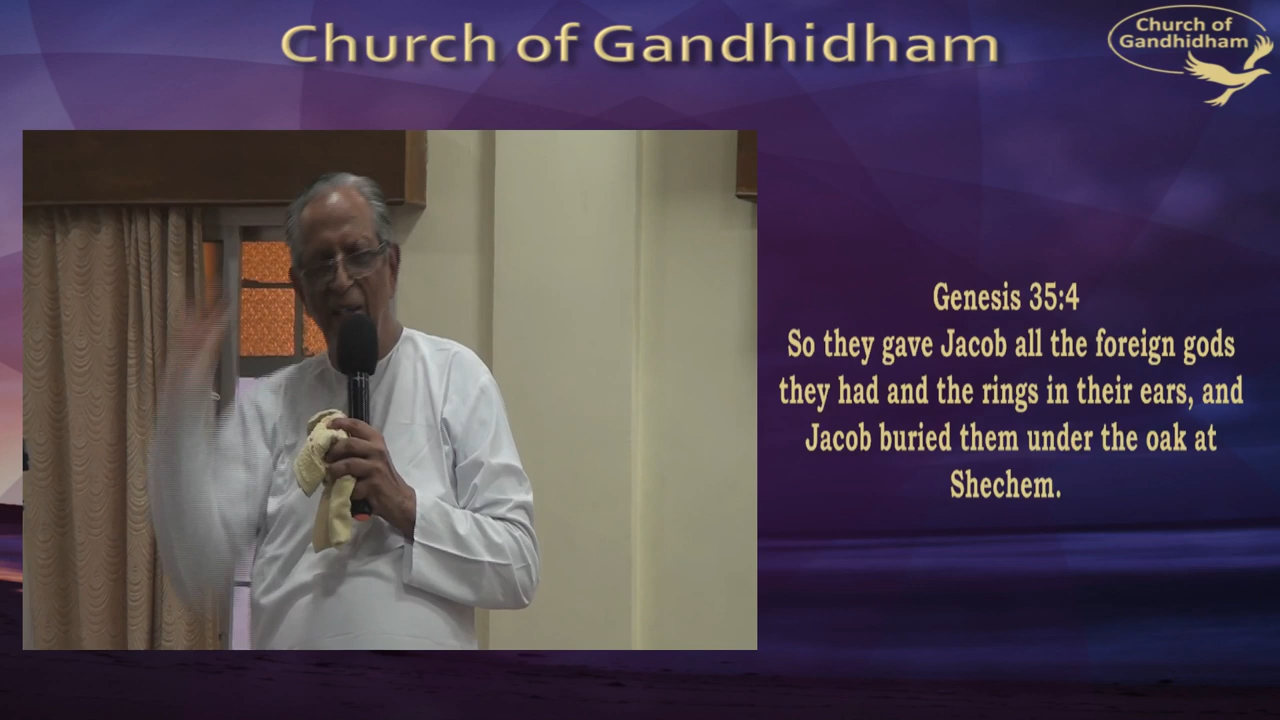 Church of Gandhidham
Church of
Gandhidham
Genesis 35:4
So they gave Jacob all the foreign gods
they had and the rings in their ears, and
Jacob buried them under the oak at
Shechem.